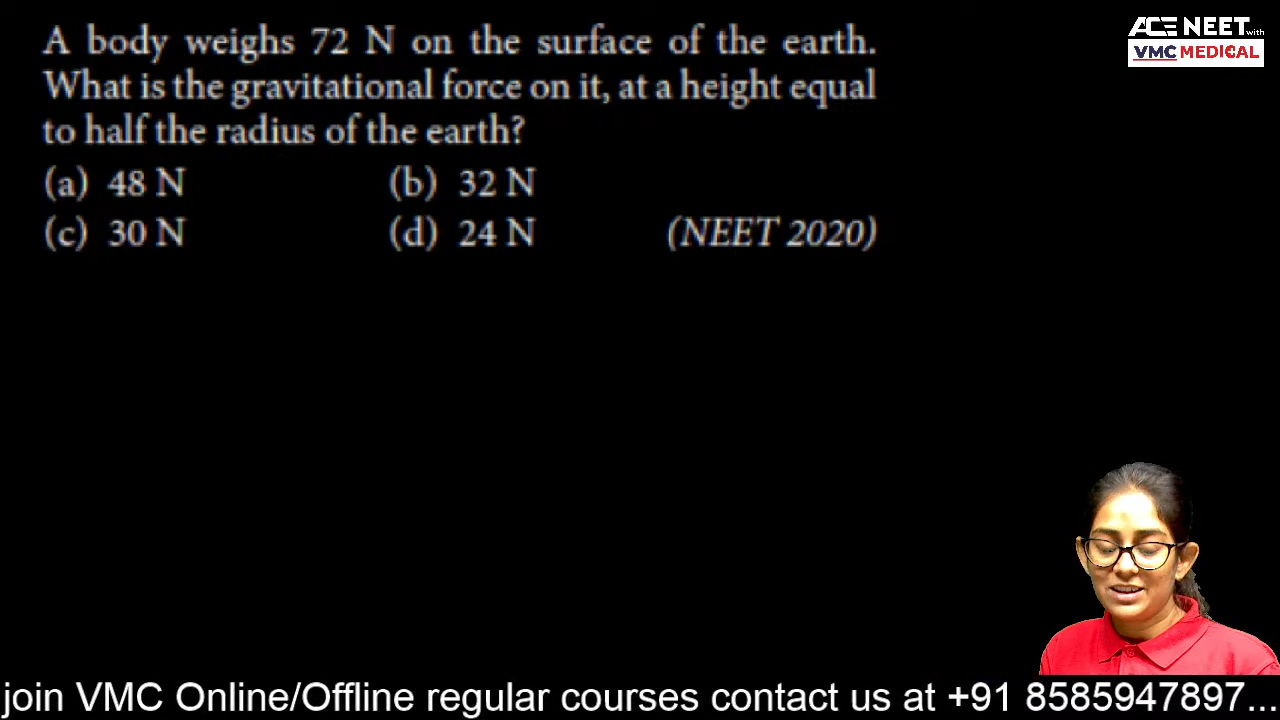 A body weighs 72 N on the surface of the earth.
What is the gravitational force on it, at a height equal
to half the radius of the earth?
(a) 48 N (b) 32 N
(c) 30 N (d) 24 N (NEET 2020)
ACE NEET with
VMC MEDICAL
join VMC Online/Offline regular courses contact us at +91 8585947897...